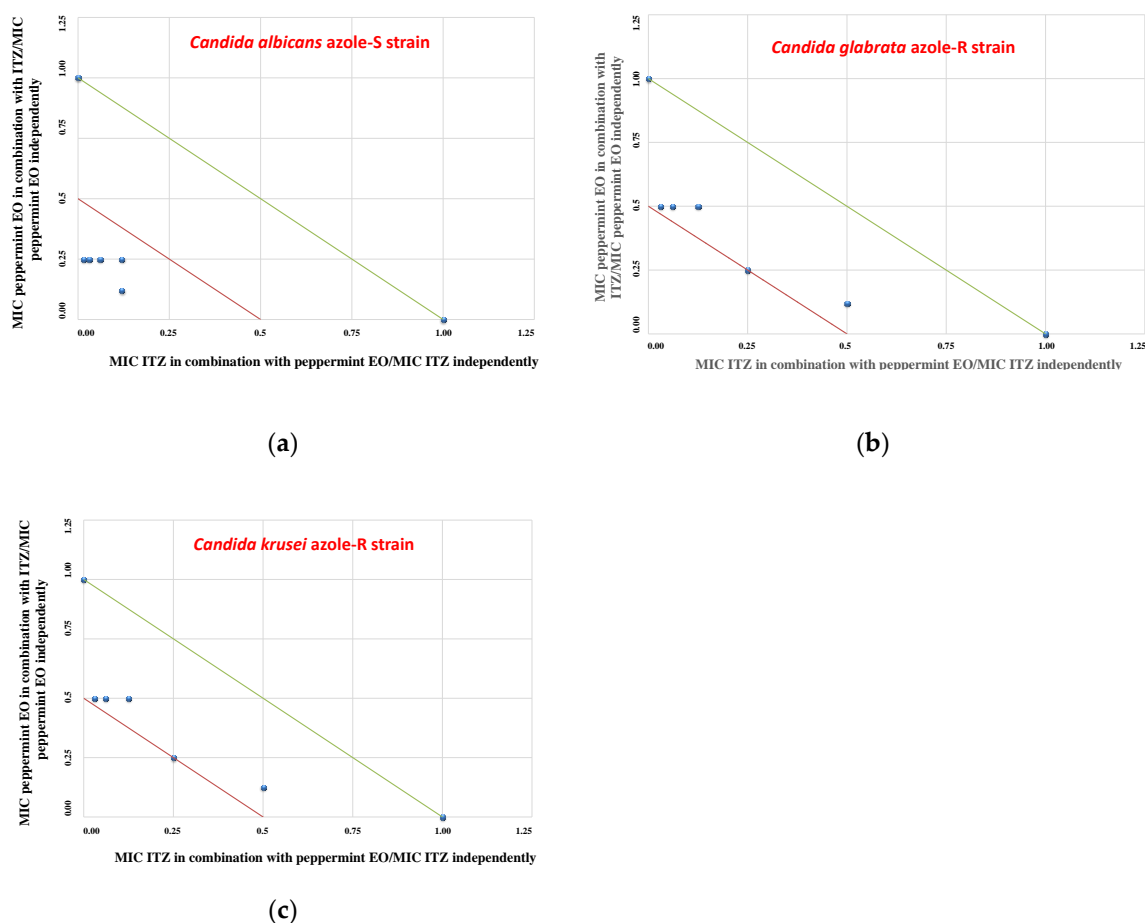 Candida albicans azole-S strain
MIC peppermint EO in combination with ITZ/MIC
peppermint EO independently
1.25
1.00
0.75
0.5
0.25
0.00
0.00 0.25 0.5 0.75 1.00 1.25
MIC ITZ in combination with peppermint EO/MIC ITZ independently
(a)
Candida glabrata azole-R strain
MIC peppermint EO in combination with
ITZ/MIC peppermint EO independently
1.25
1.00
0.75
0.5
0.25
0.00
0.00 0.25 0.5 0.75 1.00 1.25
MIC ITZ in combination with peppermint EO/MIC ITZ independently
(b)
Candida krusei azole-R strain
MIC peppermint EO in combination with ITZ/MIC
peppermint EO independently
1.25
1.00
0.75
0.5
0.25
0.00
0.00 0.25 0.5 0.75 1.00 1.25
MIC ITZ in combination with peppermint EO/MIC ITZ independently
(c)